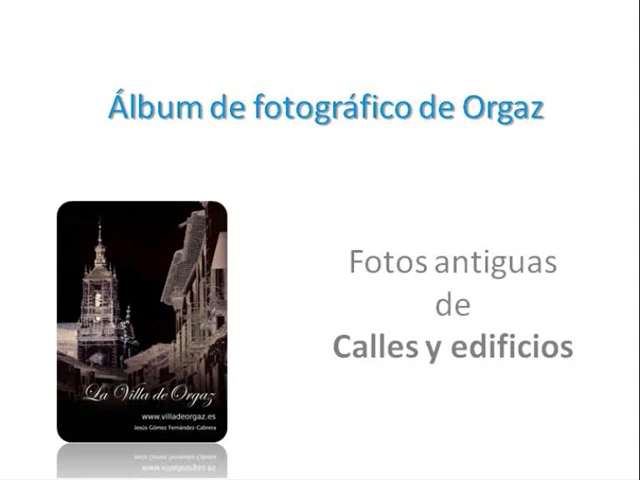 Álbum de fotográfico de Orgaz
Fotos antiguas
de
Calles y edificios
La Villa de Orgaz
www.villadeorgaz.es
Jesús Gómez Fernández-Cabrera